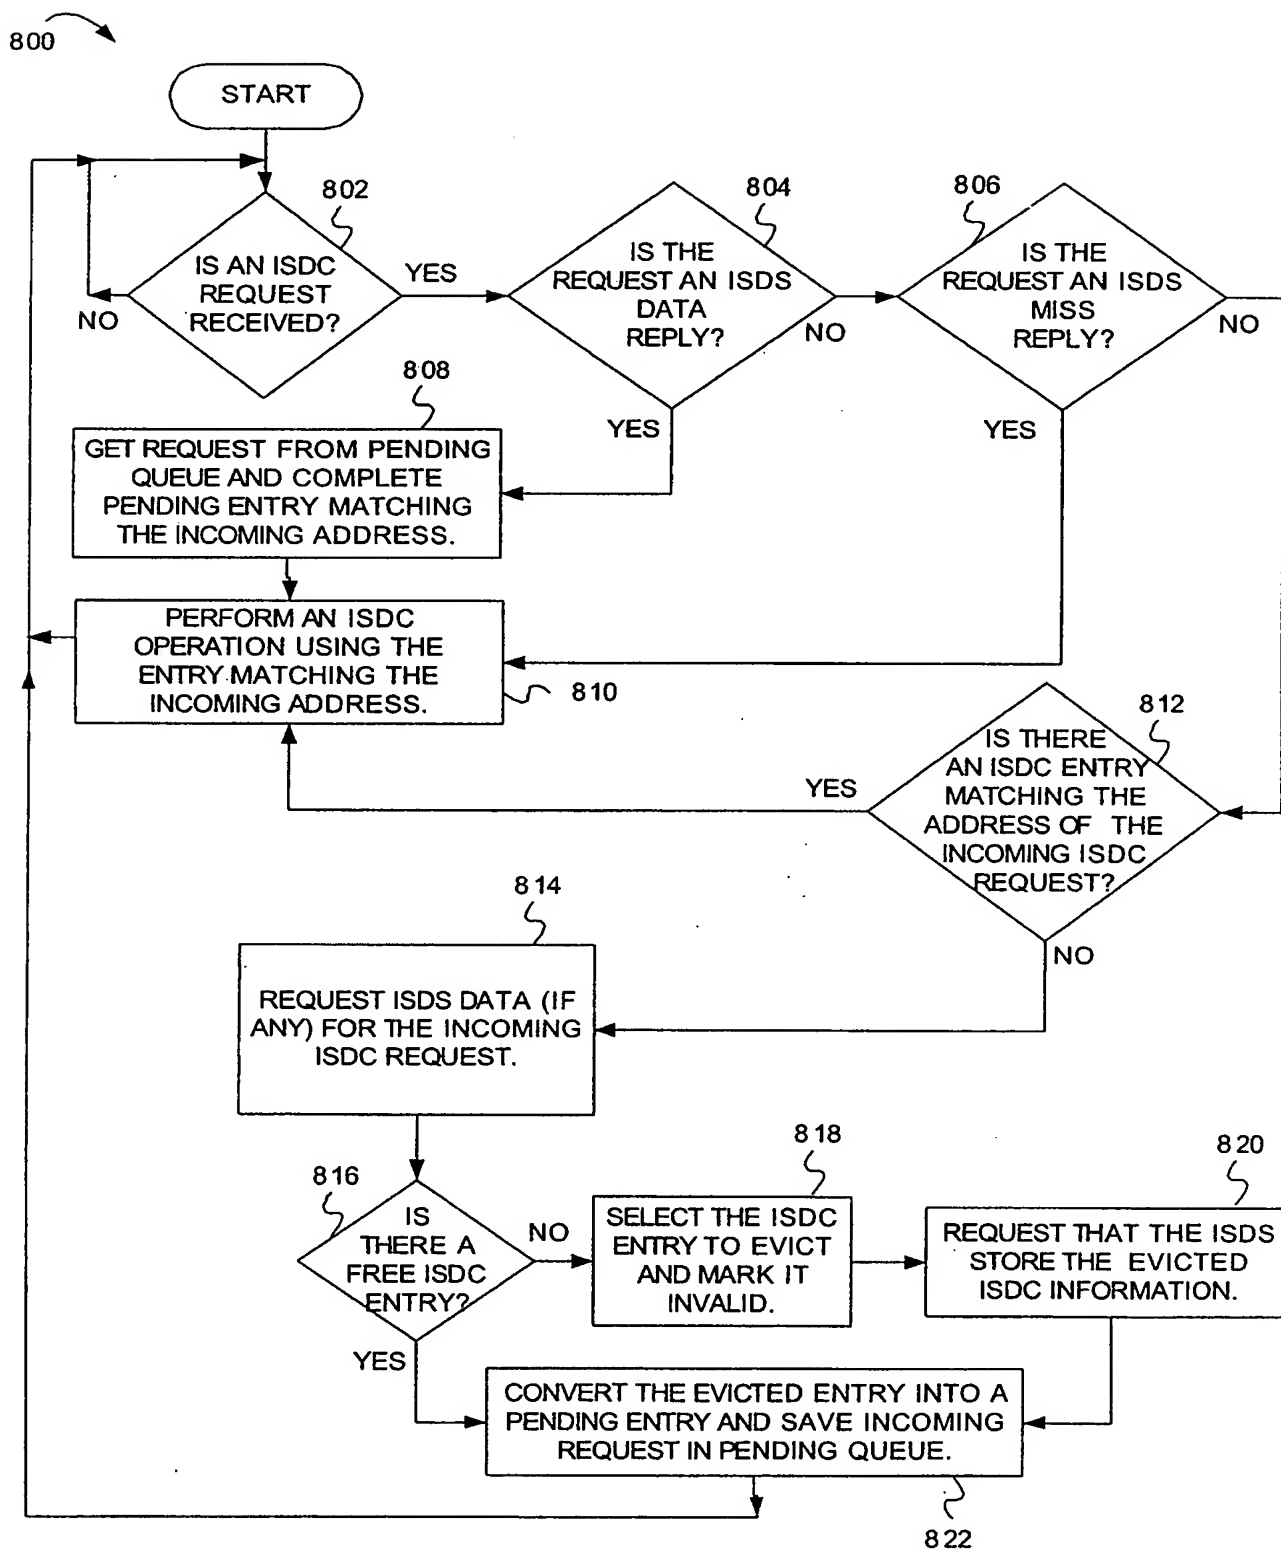 800
START
802
IS AN ISDC
REQUEST
RECEIVED?
YES
NO
804
IS THE
REQUEST AN ISDS
DATA
REPLY?
NO
YES
806
IS THE
REQUEST AN ISDS
MISS
REPLY?
NO
YES
808
GET REQUEST FROM PENDING
QUEUE AND COMPLETE
PENDING ENTRY MATCHING
THE INCOMING ADDRESS.
PERFORM AN ISDC
OPERATION USING THE
ENTRY MATCHING THE
INCOMING ADDRESS.
810
812
IS THERE
AN ISDC ENTRY
MATCHING THE
ADDRESS OF THE
INCOMING ISDC
REQUEST?
YES
NO
814
REQUEST ISDS DATA (IF
ANY) FOR THE INCOMING
ISDC REQUEST.
816
IS
THERE A
FREE ISDC
ENTRY?
NO
YES
818
SELECT THE ISDC
ENTRY TO EVICT
AND MARK IT
INVALID.
820
REQUEST THAT THE ISDS
STORE THE EVICTED
ISDC INFORMATION.
CONVERT THE EVICTED ENTRY INTO A
PENDING ENTRY AND SAVE INCOMING
REQUEST IN PENDING QUEUE.
822